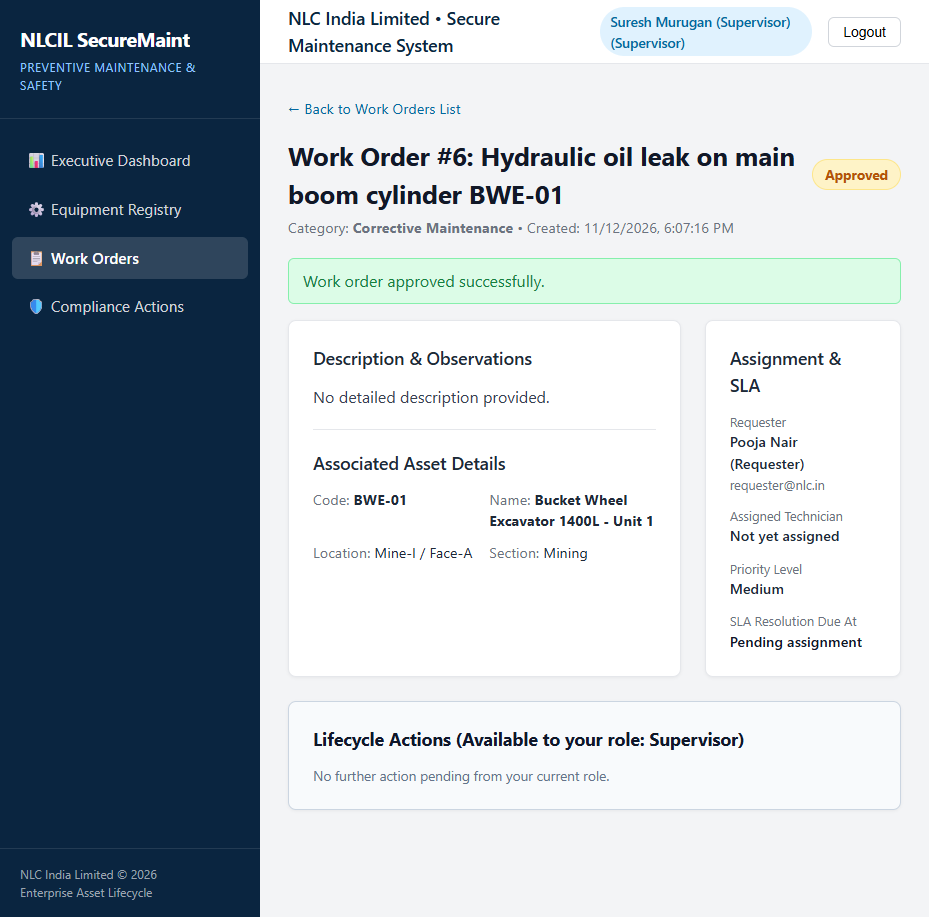 NLCIL SecureMaint
PREVENTIVE MAINTENANCE &
SAFETY
Executive Dashboard
Equipment Registry
Work Orders
Compliance Actions
NLC India Limited © 2026
Enterprise Asset Lifecycle
NLC India Limited • Secure
Maintenance System
Suresh Murugan (Supervisor)
(Supervisor)
Logout
← Back to Work Orders List
Work Order #6: Hydraulic oil leak on main
boom cylinder BWE-01
Approved
Category: Corrective Maintenance • Created: 11/12/2026, 6:07:16 PM
Work order approved successfully.
Description & Observations
No detailed description provided.
Associated Asset Details
Code: BWE-01
Name: Bucket Wheel
Excavator 1400L - Unit 1
Location: Mine-I / Face-A
Section: Mining
Assignment &
SLA
Requester
Pooja Nair
(Requester)
requester@nlc.in
Assigned Technician
Not yet assigned
Priority Level
Medium
SLA Resolution Due At
Pending assignment
Lifecycle Actions (Available to your role: Supervisor)
No further action pending from your current role.